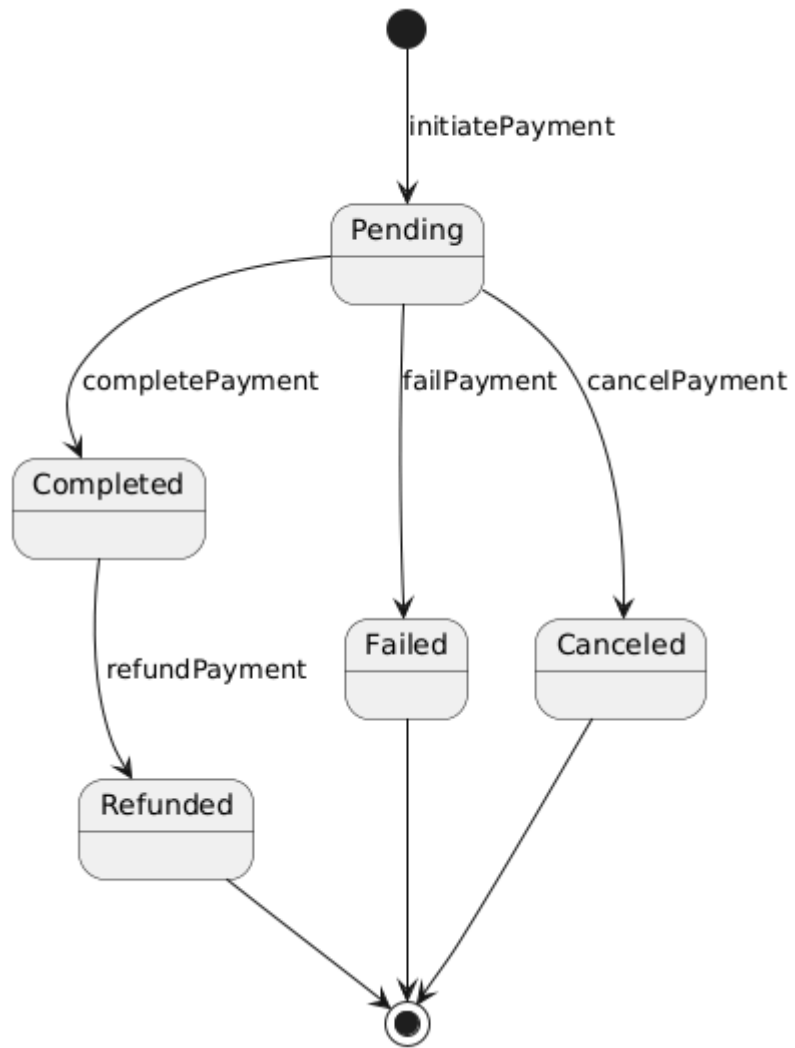 initiatePayment
Pending
completePayment
failPayment
cancelPayment
Completed
Failed
Canceled
refundPayment
Refunded